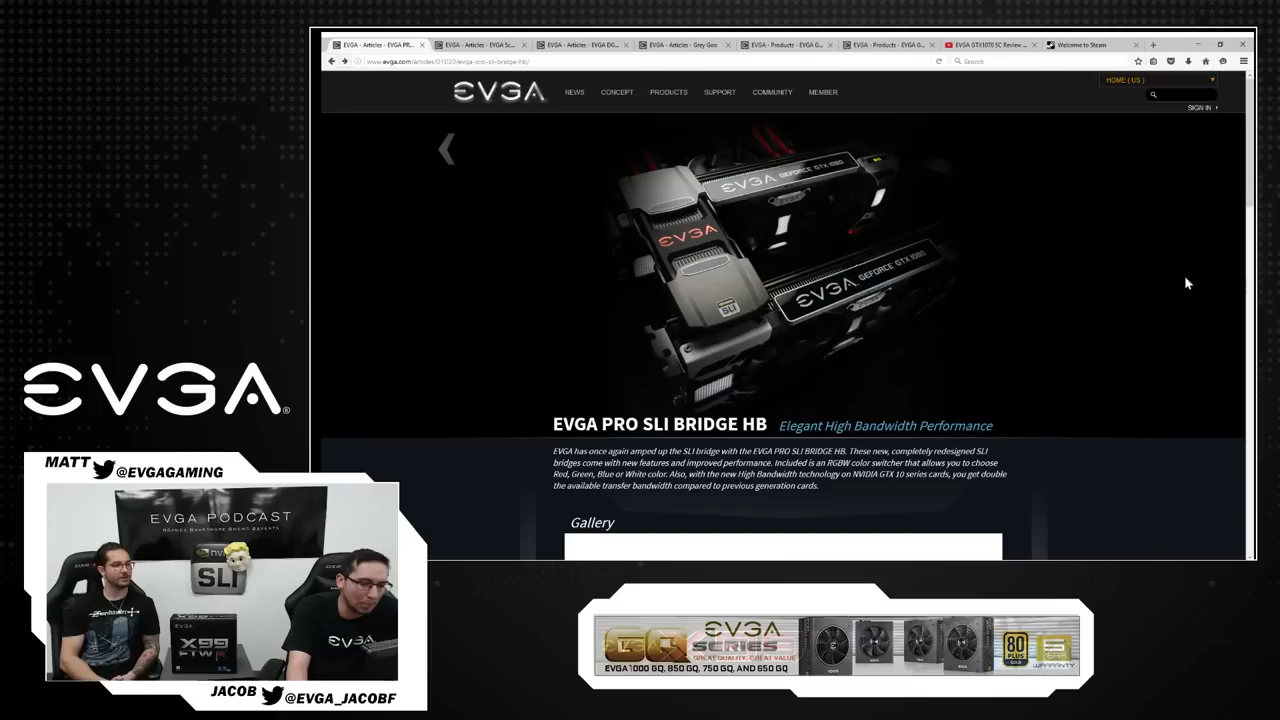 EVGA - Articles - EVGA PR...
EVGA - Articles - EVGA Sc...
EVGA - Articles - EVGA DG...
EVGA - Articles - Grey Goo
EVGA - Products - EVGA G...
EVGA - Products - EVGA G...
EVGA GTX1070 SC Review ...
Welcome to Steam
www.evga.com/articles/01020/evga-pro-sli-bridge-hb/
Search
HOME ( US )
EVGA
NEWS
CONCEPT
PRODUCTS
SUPPORT
COMMUNITY
MEMBER
SIGN IN
EVGA GEFORCE GTX 1080
EVGA
EVGA GEFORCE GTX 1080
SLI
EVGA PRO SLI BRIDGE HB
Elegant High Bandwidth Performance
EVGA has once again amped up the SLI bridge with the EVGA PRO SLI BRIDGE HB. These new, completely redesigned SLI
bridges come with new features and improved performance. Included is an RGBW color switcher that allows you to choose
Red, Green, Blue or White color. Also, with the new High Bandwidth technology on NVIDIA GTX 10 series cards, you get double
the available transfer bandwidth compared to previous generation cards.
Gallery
EVGA®
MATT @EVGAGAMING
EVGA PODCAST
SLI
EVGA
X99
FTW K
EVGA
JACOB @EVGA_JACOBF
GQ
EVGA
SERIES
GREAT QUALITY. GREAT VALUE
EVGA 1000 GQ, 850 GQ, 750 GQ, AND 650 GQ
80
PLUS
GOLD
WARRANTY